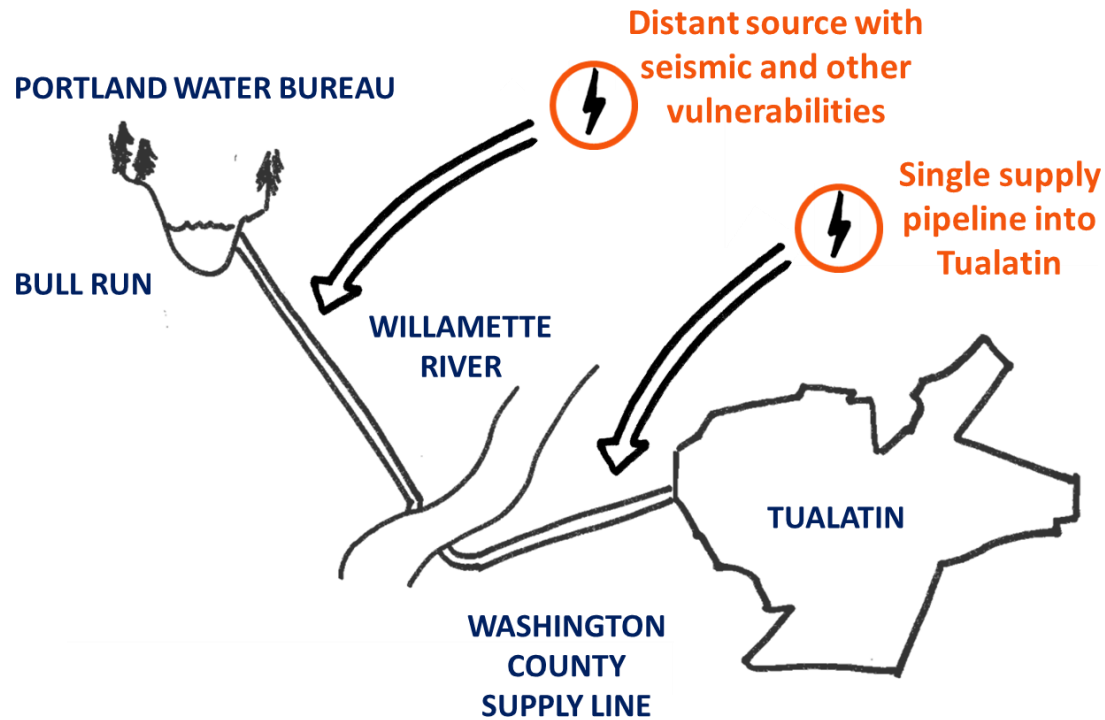 Distant source with
seismic and other
vulnerabilities
PORTLAND WATER BUREAU
Single supply
pipeline into
Tualatin
BULL RUN
WILLAMETTE
RIVER
TUALATIN
WASHINGTON
COUNTY
SUPPLY LINE